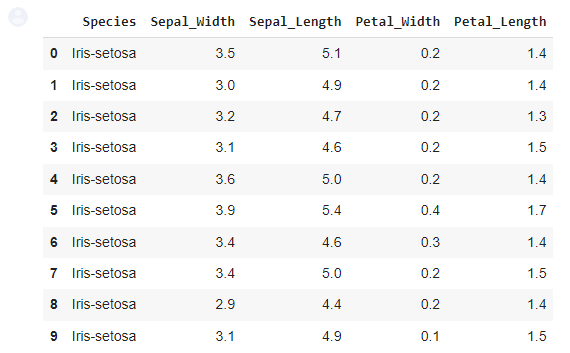 Species Sepal_Width Sepal_Length Petal_Width Petal_Length
0 Iris-setosa 3.5 5.1 0.2 1.4
1 Iris-setosa 3.0 4.9 0.2 1.4
2 Iris-setosa 3.2 4.7 0.2 1.3
3 Iris-setosa 3.1 4.6 0.2 1.5
4 Iris-setosa 3.6 5.0 0.2 1.4
5 Iris-setosa 3.9 5.4 0.4 1.7
6 Iris-setosa 3.4 4.6 0.3 1.4
7 Iris-setosa 3.4 5.0 0.2 1.5
8 Iris-setosa 2.9 4.4 0.2 1.4
9 Iris-setosa 3.1 4.9 0.1 1.5